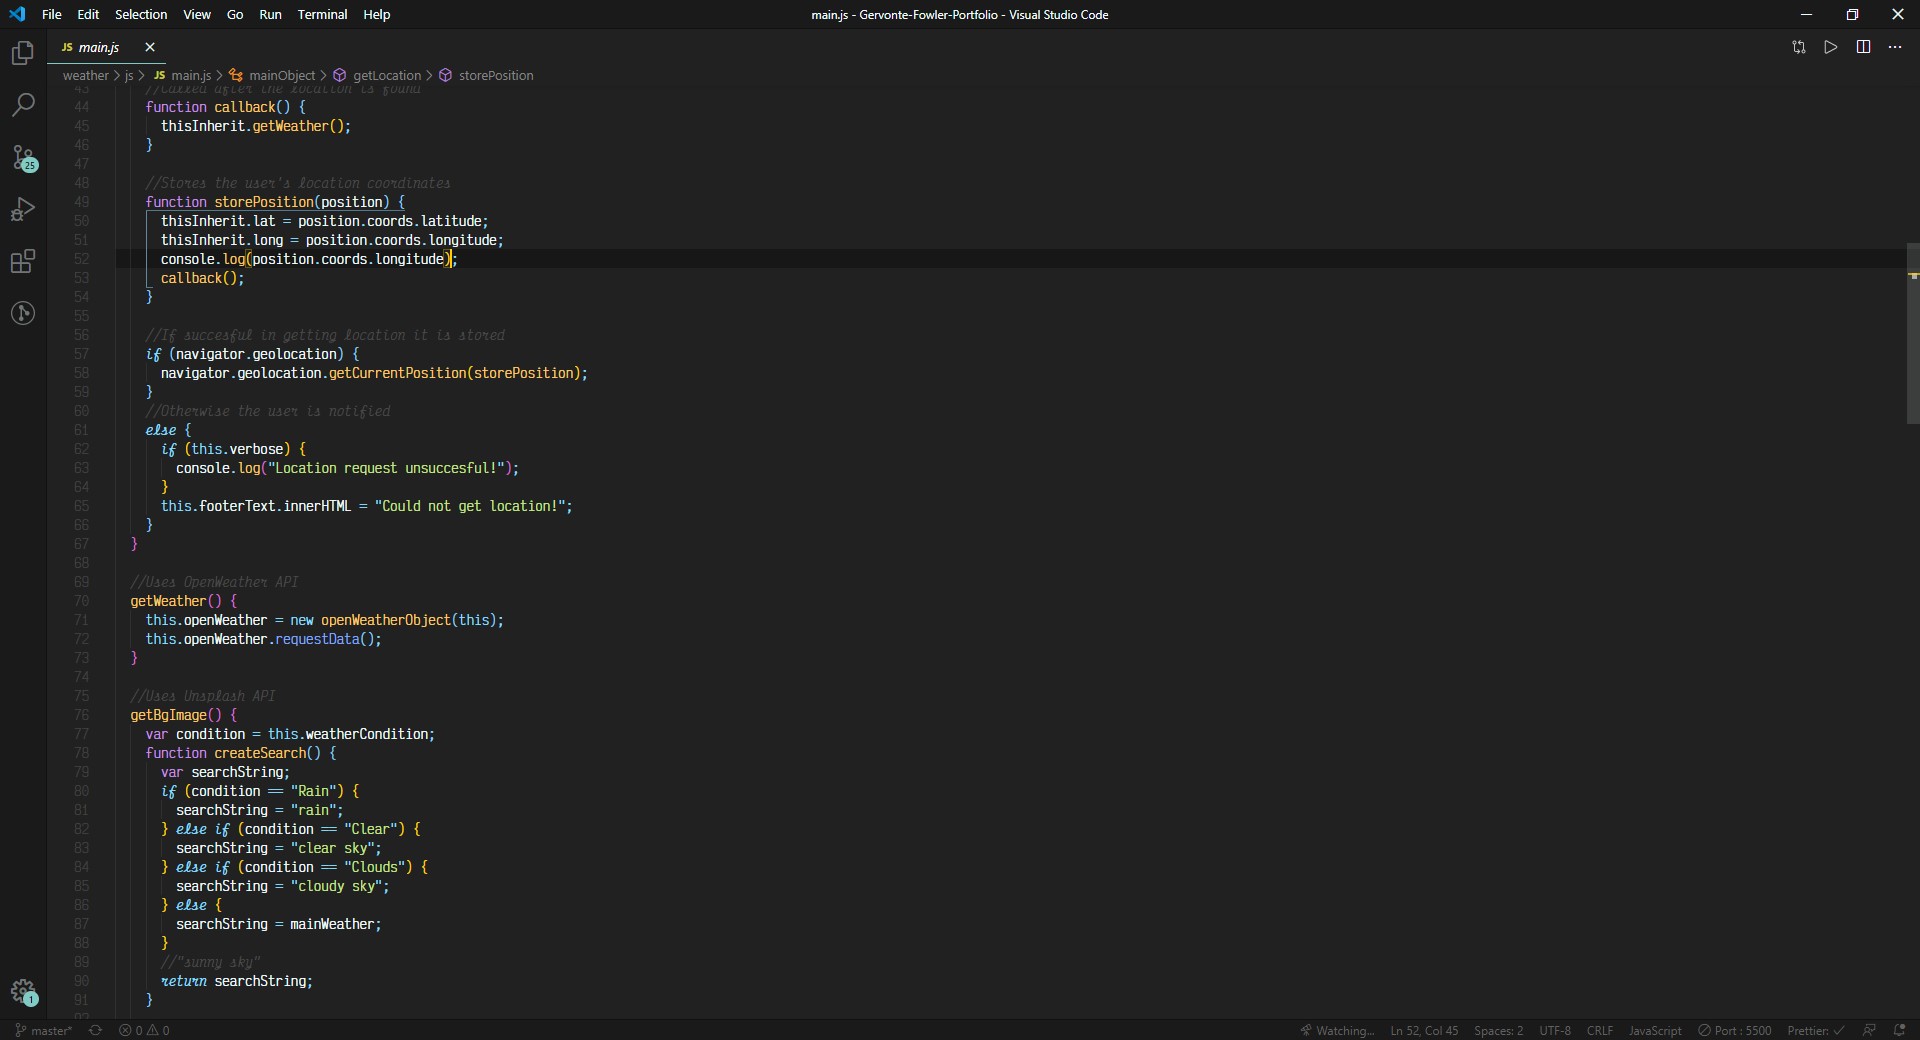 File Edit Selection View Go Run Terminal Help
main.js - Gervonte-Fowler-Portfolio - Visual Studio Code
JS main.js
weather > js > JS main.js > mainObject > getLocation > storePosition
43 //Called after the location is found
44 function callback() {
45 thisInherit.getWeather();
46 }
47
48 //Stores the user's location coordinates
49 function storePosition(position) {
50 thisInherit.lat = position.coords.latitude;
51 thisInherit.long = position.coords.longitude;
52 console.log(position.coords.longitude);
53 callback();
54 }
55
56 //If succesful in getting location it is stored
57 if (navigator.geolocation) {
58 navigator.geolocation.getCurrentPosition(storePosition);
59 }
60 //Otherwise the user is notified
61 else {
62 if (this.verbose) {
63 console.log("Location request unsuccesful!");
64 }
65 this.footerText.innerHTML = "Could not get location!";
66 }
67 }
68
69 //Uses OpenWeather API
70 getWeather() {
71 this.openWeather = new openWeatherObject(this);
72 this.openWeather.requestData();
73 }
74
75 //Uses Unsplash API
76 getBgImage() {
77 var condition = this.weatherCondition;
78 function createSearch() {
79 var searchString;
80 if (condition == "Rain") {
81 searchString = "rain";
82 } else if (condition == "Clear") {
83 searchString = "clear sky";
84 } else if (condition == "Clouds") {
85 searchString = "cloudy sky";
86 } else {
87 searchString = mainWeather;
88 }
89 //"sunny sky"
90 return searchString;
91 }
92
25
1
master* 0 0 Watching... Ln 52, Col 45 Spaces: 2 UTF-8 CRLF JavaScript Port : 5500 Prettier: ✓